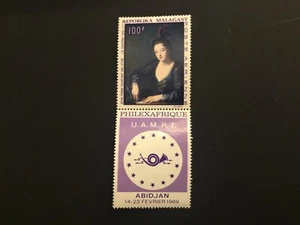 REPOBLIKA MALAGASY
100F
PHILEXAFRIQUE
U.A.M.P.T.
ABIDJAN
14-23 FEVRIER 1969